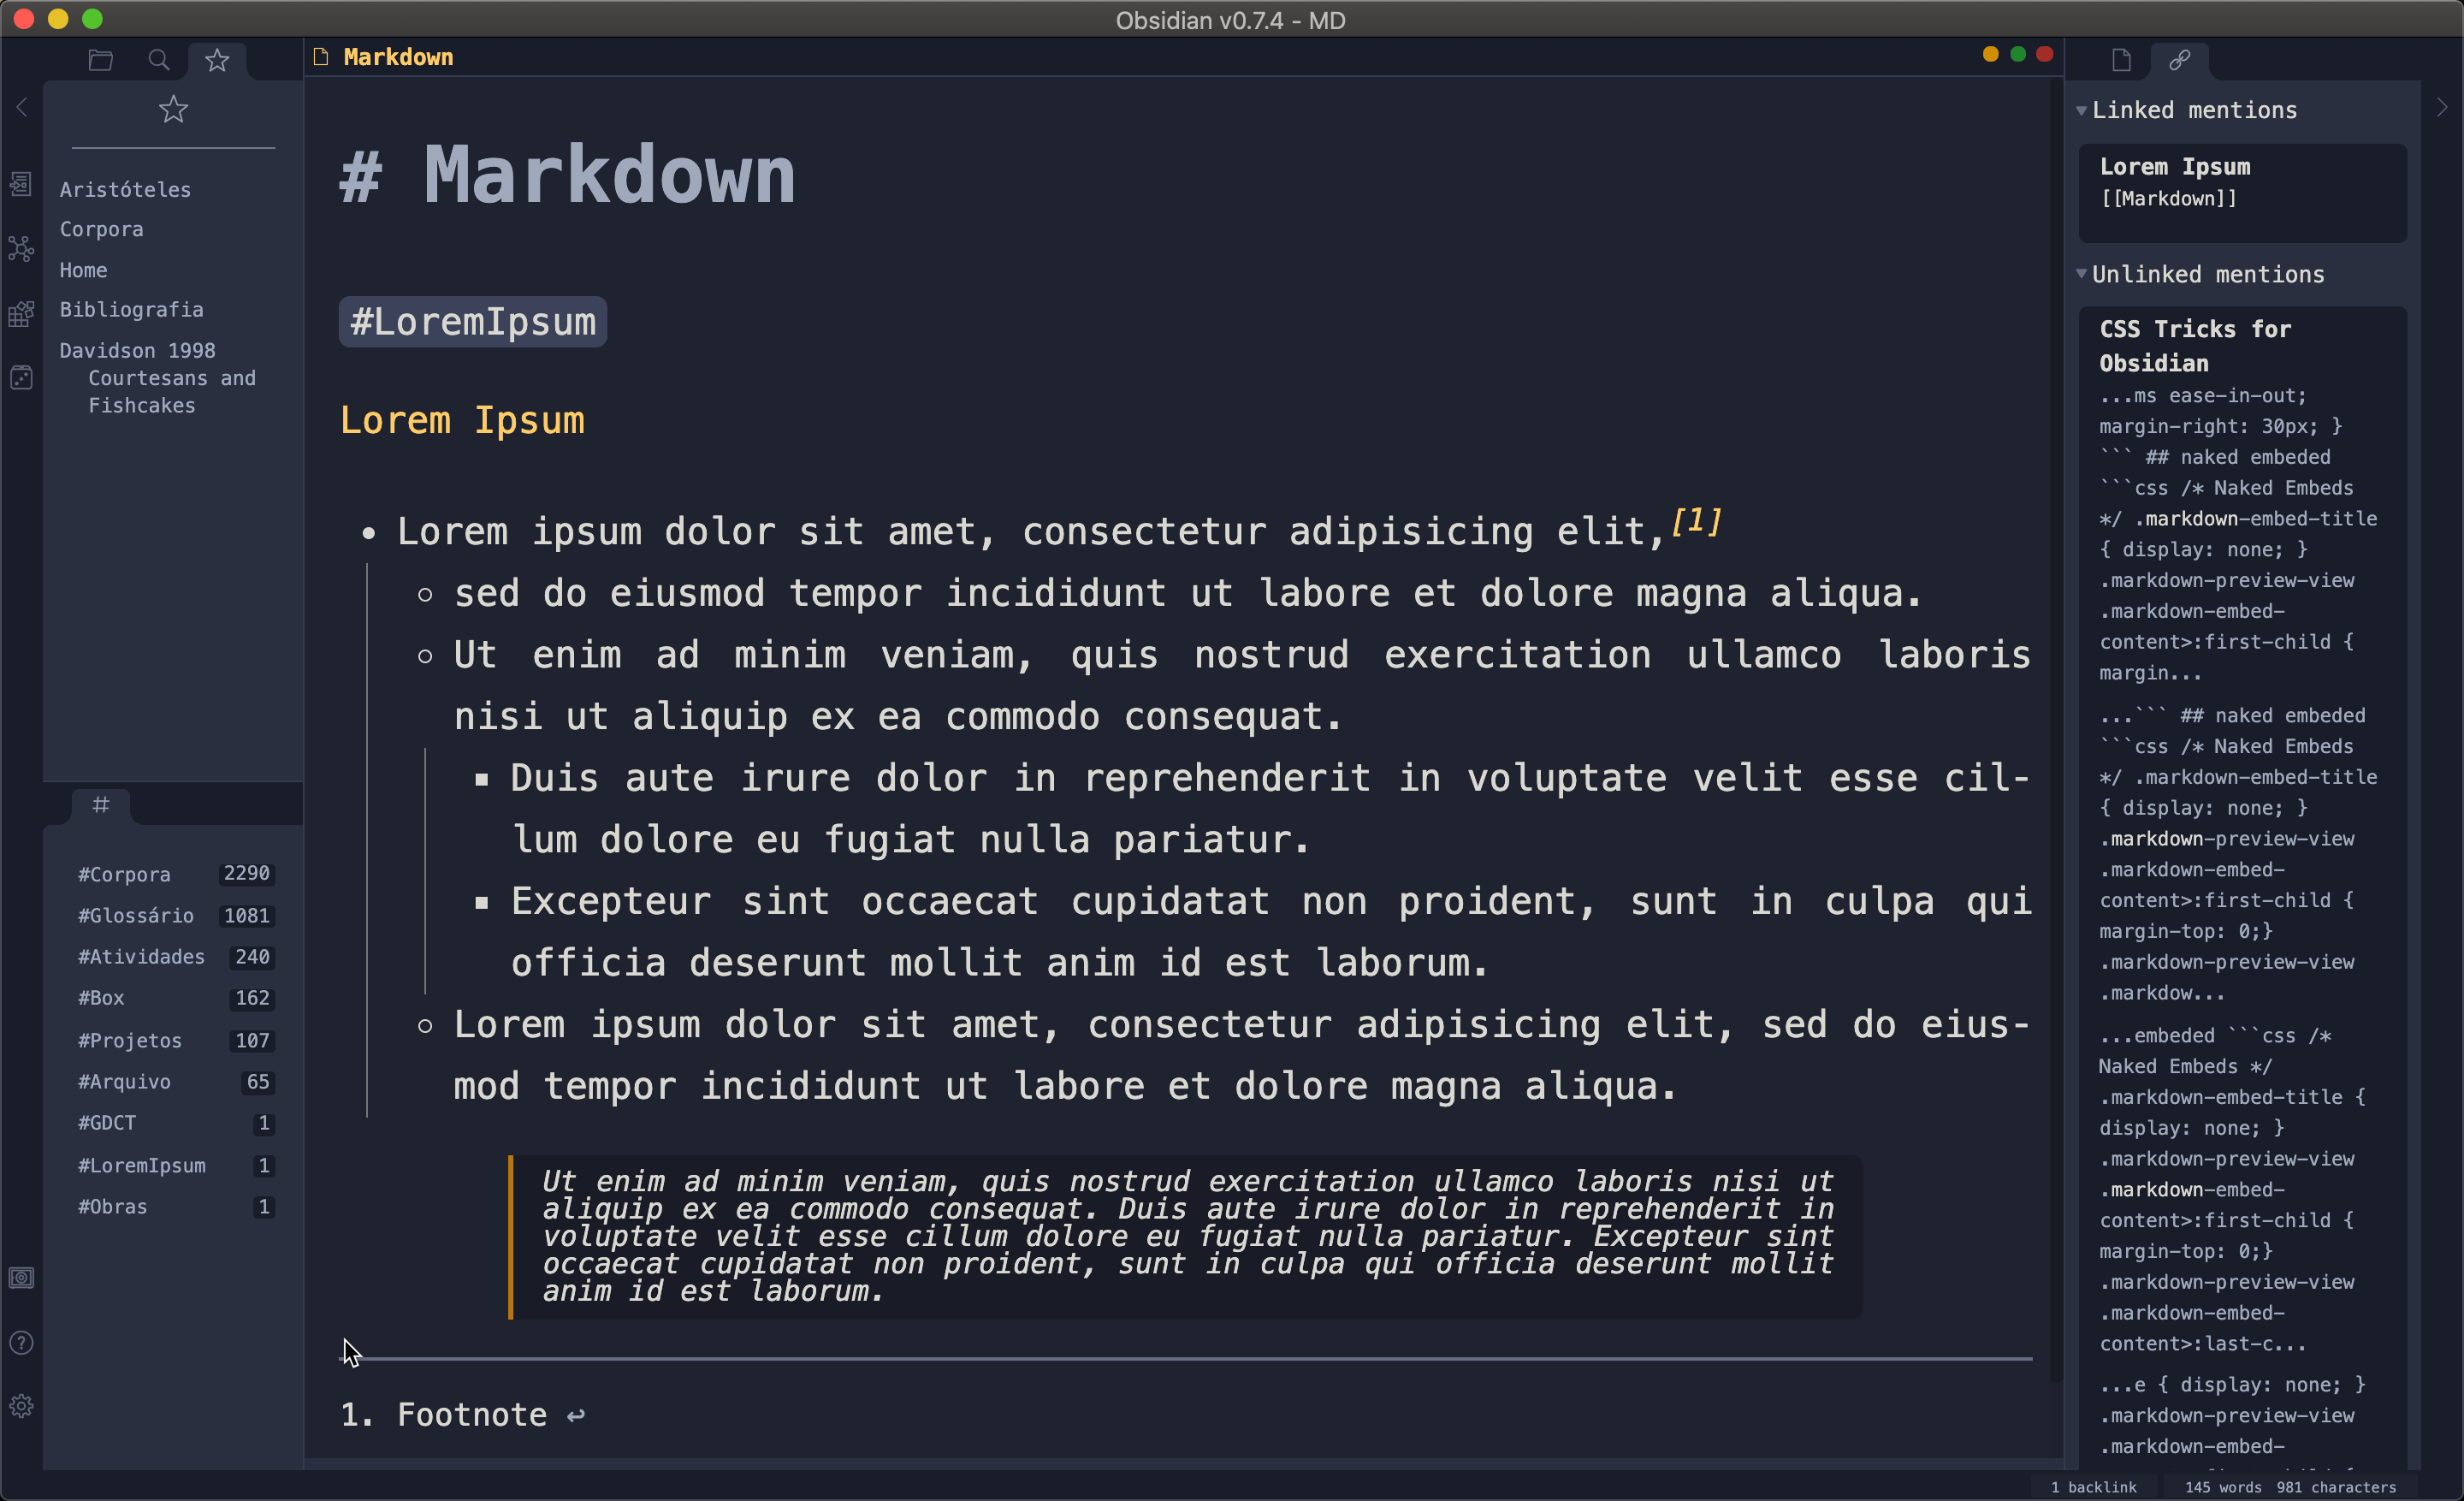 Obsidian v0.7.4 - MD
Markdown
Aristóteles
Corpora
Home
Bibliografia
Davidson 1998
Courtesans and
Fishcakes
#
#Corpora 2290
#Glossário 1081
#Atividades 240
#Box 162
#Projetos 107
#Arquivo 65
#GDCT 1
#LoremIpsum 1
#Obras 1
# Markdown
#LoremIpsum
Lorem Ipsum
• Lorem ipsum dolor sit amet, consectetur adipisicing elit,[1]
◦ sed do eiusmod tempor incididunt ut labore et dolore magna aliqua.
◦ Ut enim ad minim veniam, quis nostrud exercitation ullamco laboris
nisi ut aliquip ex ea commodo consequat.
▪ Duis aute irure dolor in reprehenderit in voluptate velit esse cil-
lum dolore eu fugiat nulla pariatur.
▪ Excepteur sint occaecat cupidatat non proident, sunt in culpa qui
officia deserunt mollit anim id est laborum.
◦ Lorem ipsum dolor sit amet, consectetur adipisicing elit, sed do eius-
mod tempor incididunt ut labore et dolore magna aliqua.
Ut enim ad minim veniam, quis nostrud exercitation ullamco laboris nisi ut
aliquip ex ea commodo consequat. Duis aute irure dolor in reprehenderit in
voluptate velit esse cillum dolore eu fugiat nulla pariatur. Excepteur sint
occaecat cupidatat non proident, sunt in culpa qui officia deserunt mollit
anim id est laborum.
1. Footnote ↩
Linked mentions
Lorem Ipsum
[[Markdown]]
Unlinked mentions
CSS Tricks for
Obsidian
...ms ease-in-out;
margin-right: 30px; }
``` ## naked embeded
```css /* Naked Embeds
*/ .markdown-embed-title
{ display: none; }
.markdown-preview-view
.markdown-embed-
content>:first-child {
margin...
...``` ## naked embeded
```css /* Naked Embeds
*/ .markdown-embed-title
{ display: none; }
.markdown-preview-view
.markdown-embed-
content>:first-child {
margin-top: 0;}
.markdown-preview-view
.markdow...
...embeded ```css /*
Naked Embeds */
.markdown-embed-title {
display: none; }
.markdown-preview-view
.markdown-embed-
content>:first-child {
margin-top: 0;}
.markdown-preview-view
.markdown-embed-
content>:last-c...
...e { display: none; }
.markdown-preview-view
.markdown-embed-
1 backlink 145 words 981 characters